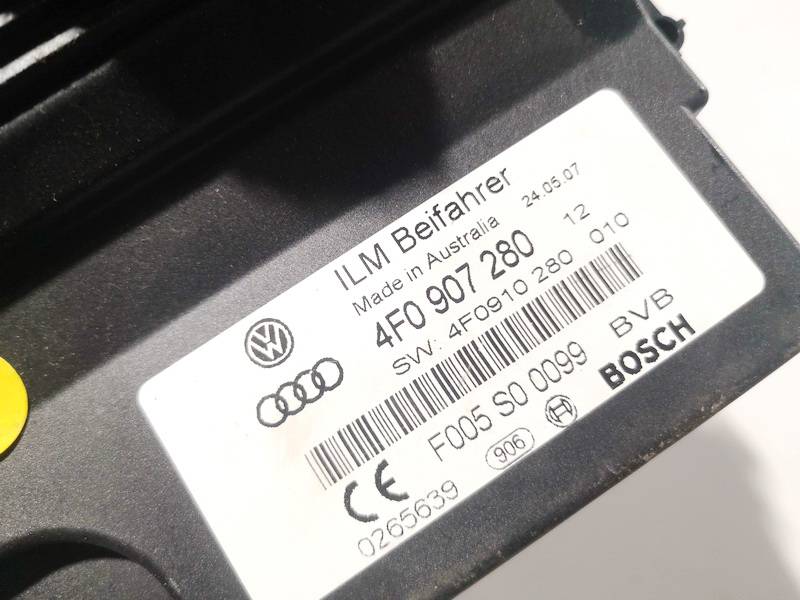 ILM Beifahrer
Made in Australia 24.05.07
4F0 907 280 12
SW: 4F0910 280 010
F005 S0 0099 BVB
906 BOSCH
CE
0265639